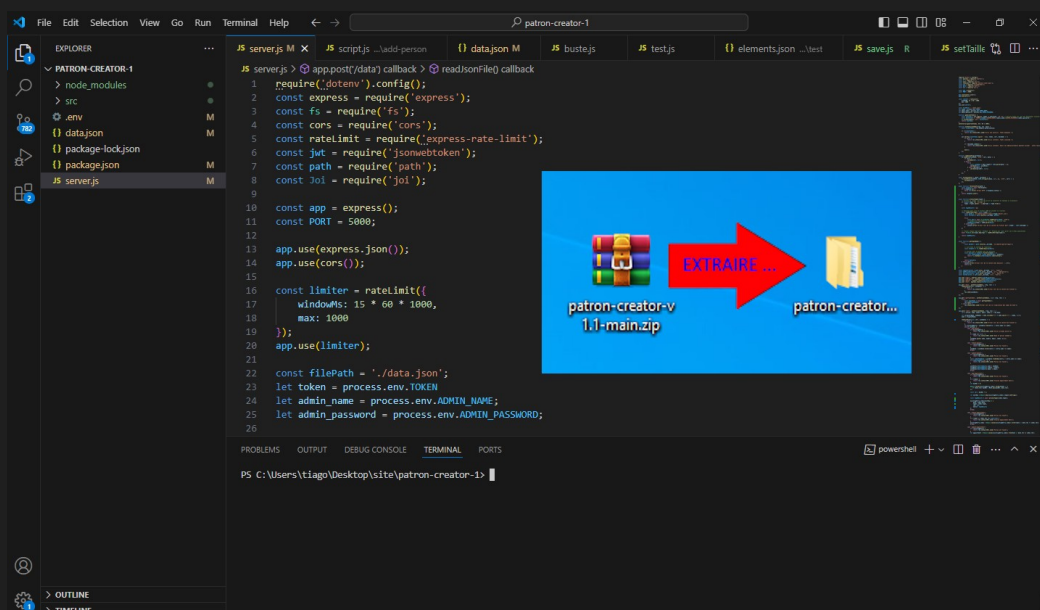 File Edit Selection View Go Run Terminal Help
patron-creator-1
EXPLORER
PATRON-CREATOR-1
node_modules
src
.env M
data.json M
package-lock.json
package.json M
server.js M
OUTLINE
TIMELINE
1
782
2
1
JS server.js M
JS script.js ...\add-person
{} data.json M
JS buste.js
JS test.js
{} elements.json ...\test
JS save.js R
JS setTaille
JS server.js > app.post('/data') callback > readJsonFile() callback
1 require('dotenv').config();
2 const express = require('express');
3 const fs = require('fs');
4 const cors = require('cors');
5 const rateLimit = require('express-rate-limit');
6 const jwt = require('jsonwebtoken');
7 const path = require('path');
8 const Joi = require('joi');
9
10 const app = express();
11 const PORT = 5000;
12
13 app.use(express.json());
14 app.use(cors());
15
16 const limiter = rateLimit({
17 windowMs: 15 * 60 * 1000,
18 max: 1000
19 });
20 app.use(limiter);
21
22 const filePath = './data.json';
23 let token = process.env.TOKEN
24 let admin_name = process.env.ADMIN_NAME;
25 let admin_password = process.env.ADMIN_PASSWORD;
26
EXTRAIRE ...
patron-creator-v
1.1-main.zip
patron-creator...
PROBLEMS OUTPUT DEBUG CONSOLE TERMINAL PORTS
powershell
PS C:\Users\tiago\Desktop\site\patron-creator-1>